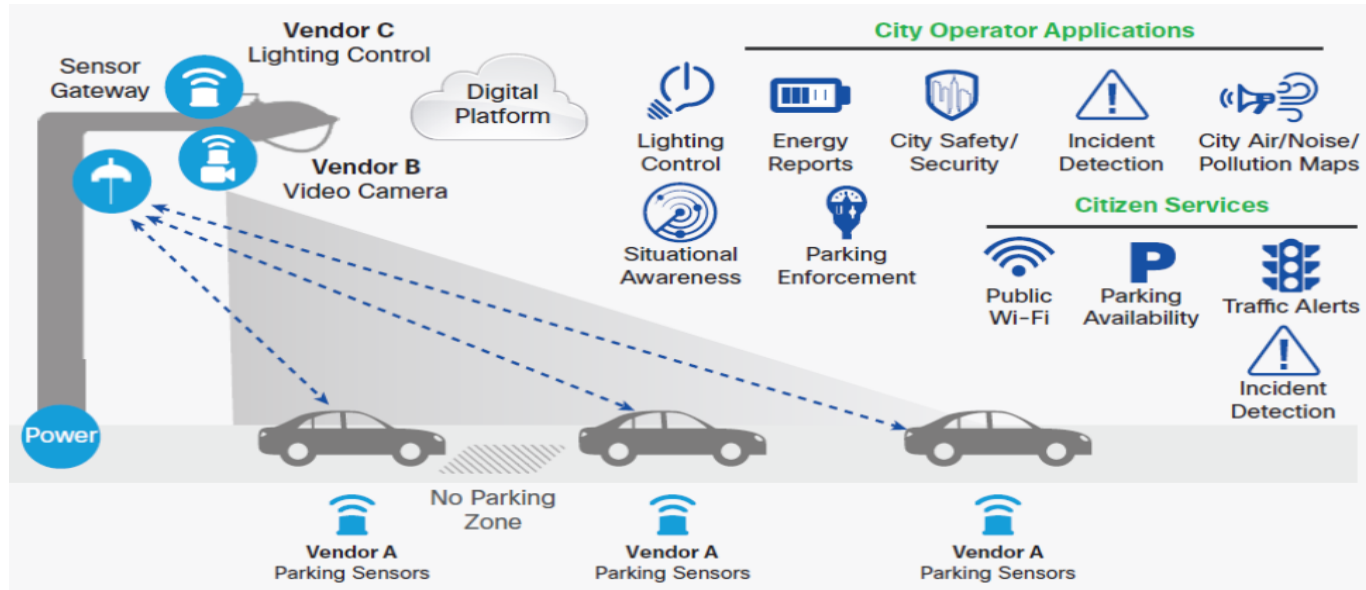 Vendor C
Lighting Control
Sensor
Gateway
Digital
Platform
Vendor B
Video Camera
Power
No Parking
Zone
Vendor A
Parking Sensors
Vendor A
Parking Sensors
Vendor A
Parking Sensors
City Operator Applications
Lighting
Control
Energy
Reports
City Safety/
Security
Incident
Detection
City Air/Noise/
Pollution Maps
Situational
Awareness
Parking
Enforcement
Citizen Services
Public
Wi-Fi
P
Parking
Availability
Traffic Alerts
Incident
Detection